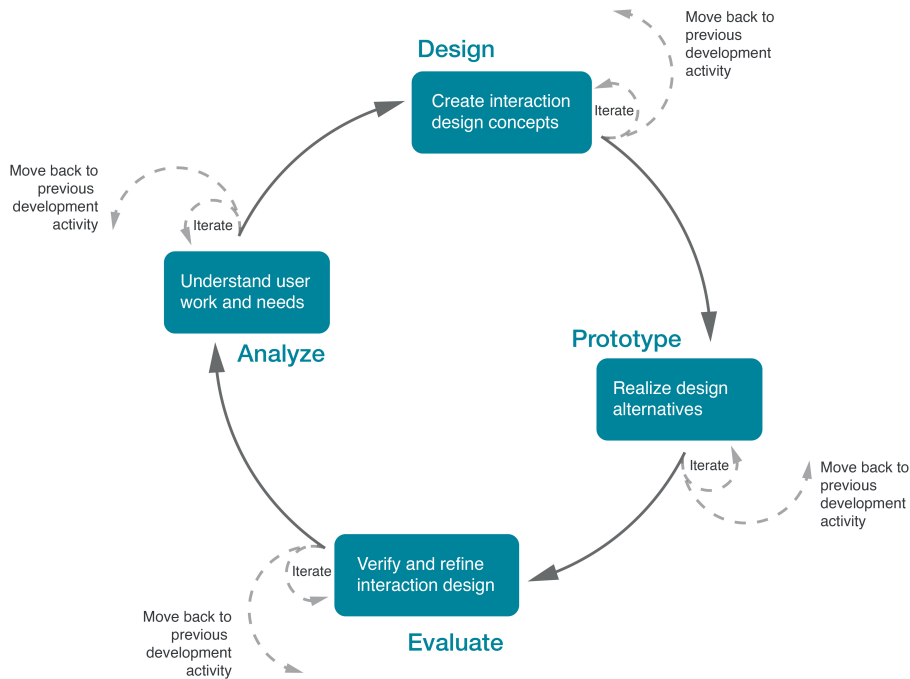 Move back to
previous
development
activity
Design
Create interaction
design concepts
Iterate
Move back to
previous
development
activity
Iterate
Understand user
work and needs
Analyze
Prototype
Realize design
alternatives
Iterate
Move back to
previous
development
activity
Verify and refine
interaction design
Iterate
Evaluate
Move back to
previous
development
activity